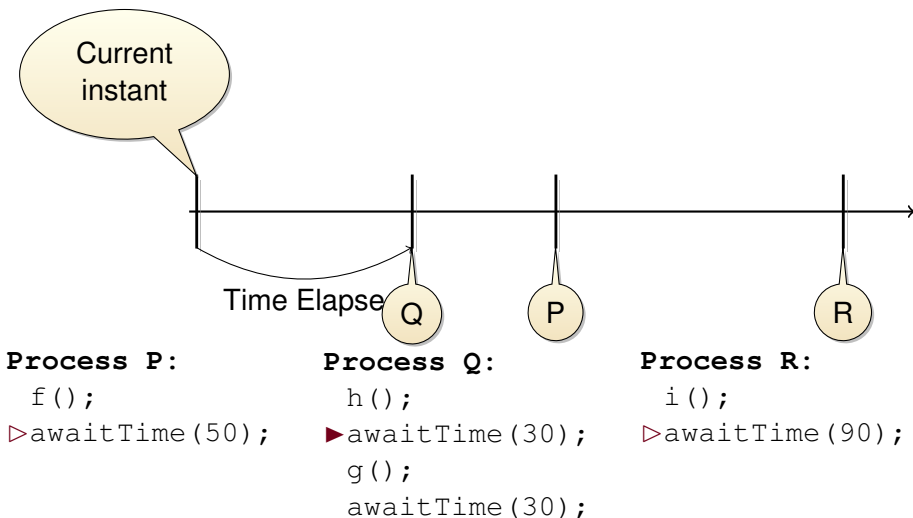 Current
instant
Time Elapse
Q
P
R
Process P:
f();
▷awaitTime(50);
Process Q:
h();
▶awaitTime(30);
g();
awaitTime(30);
Process R:
i();
▷awaitTime(90);